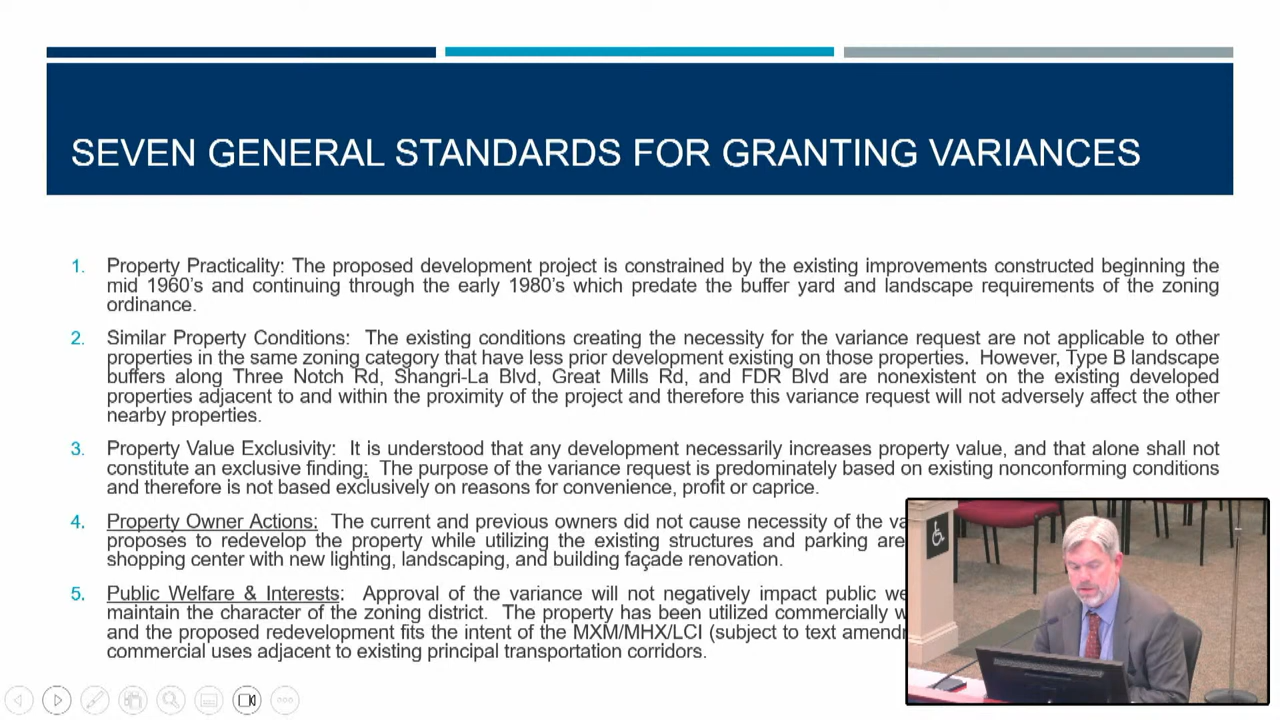 SEVEN GENERAL STANDARDS FOR GRANTING VARIANCES
1. Property Practicality: The proposed development project is constrained by the existing improvements constructed beginning the
mid 1960's and continuing through the early 1980's which predate the buffer yard and landscape requirements of the zoning
ordinance.
2. Similar Property Conditions: The existing conditions creating the necessity for the variance request are not applicable to other
properties in the same zoning category that have less prior development existing on those properties. However, Type B landscape
buffers along Three Notch Rd, Shangri-La Blvd, Great Mills Rd, and FDR Blvd are nonexistent on the existing developed
properties adjacent to and within the proximity of the project and therefore this variance request will not adversely affect the other
nearby properties.
3. Property Value Exclusivity: It is understood that any development necessarily increases property value, and that alone shall not
constitute an exclusive finding; The purpose of the variance request is predominately based on existing nonconforming conditions
and therefore is not based exclusively on reasons for convenience, profit or caprice.
4. Property Owner Actions: The current and previous owners did not cause necessity of the
proposes to redevelop the property while utilizing the existing structures and parking
shopping center with new lighting, landscaping, and building façade renovation.
5. Public Welfare & Interests: Approval of the variance will not negatively impact public
maintain the character of the zoning district. The property has been utilized commercially
and the proposed redevelopment fits the intent of the MXM/MHX/LCI (subject to text
commercial uses adjacent to existing principal transportation corridors.